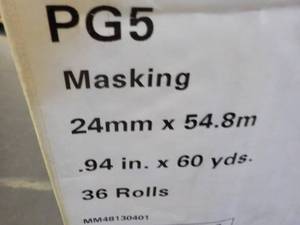 PG5
Masking
24mm x 54.8m
.94 in. x 60 yds.
36 Rolls
MM48130401